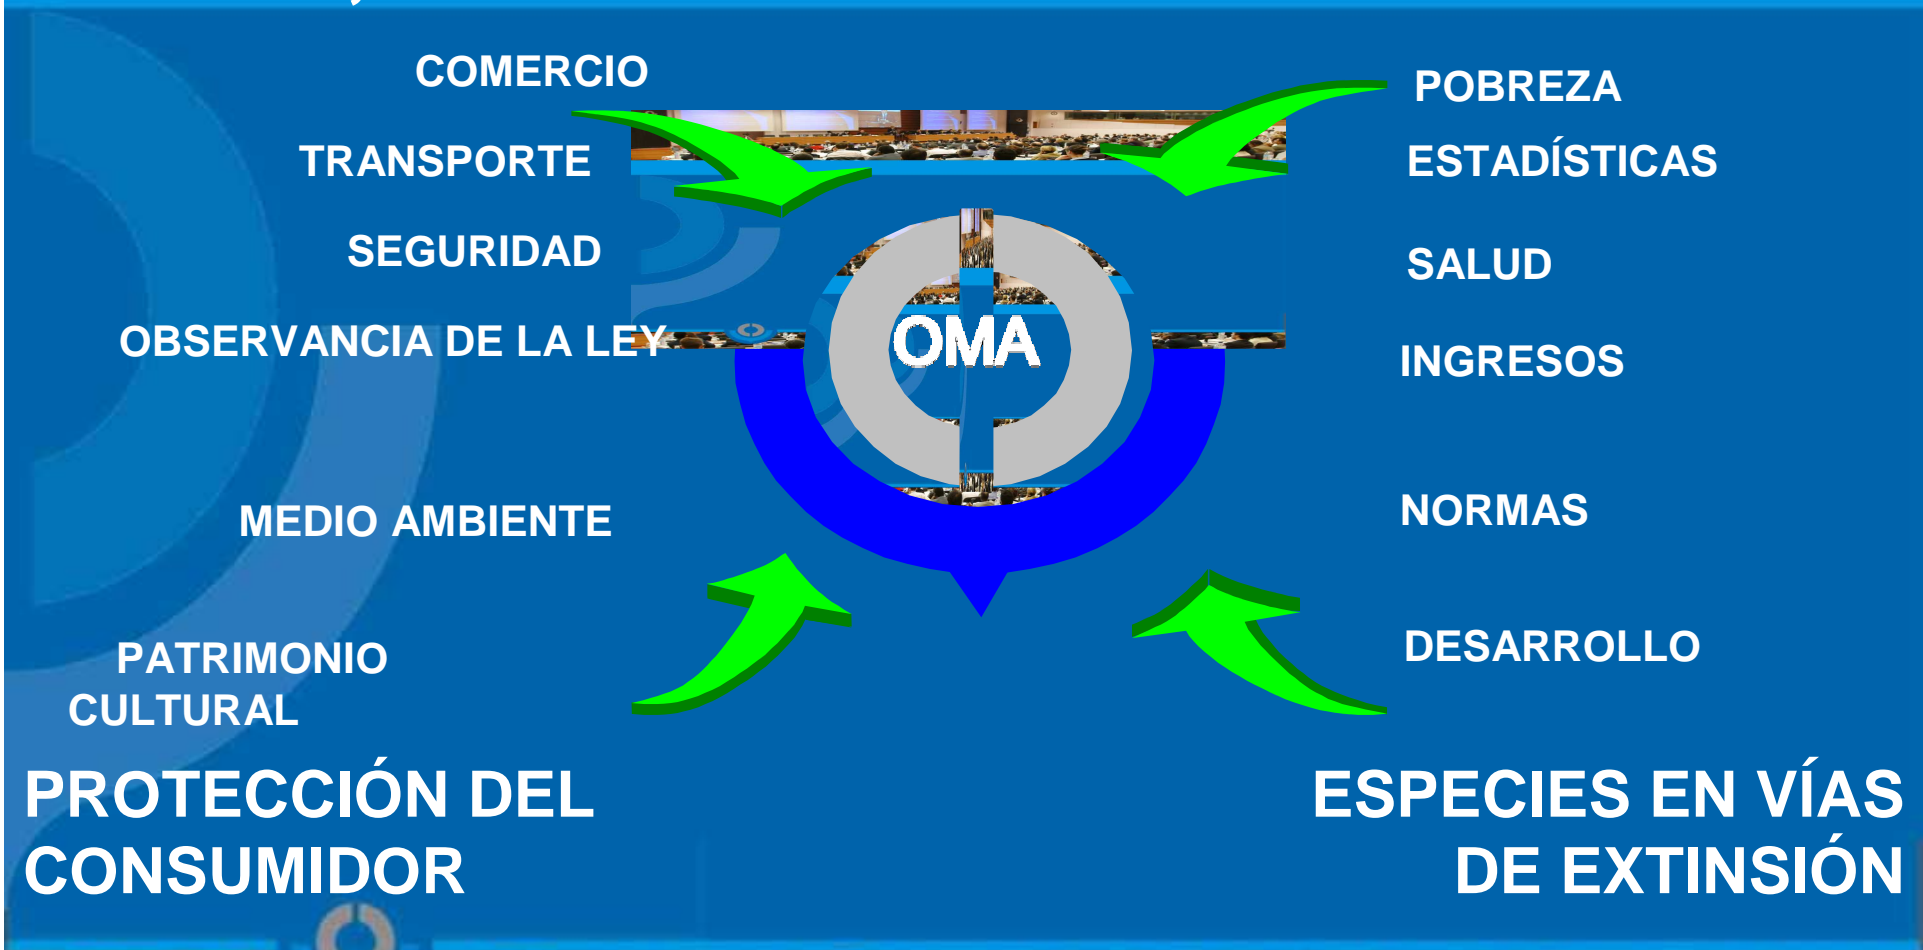 COMERCIO
TRANSPORTE
SEGURIDAD
OBSERVANCIA DE LA LEY
MEDIO AMBIENTE
PATRIMONIO
CULTURAL
PROTECCIÓN DEL
CONSUMIDOR
OMA
POBREZA
ESTADÍSTICAS
SALUD
INGRESOS
NORMAS
DESARROLLO
ESPECIES EN VÍAS
DE EXTINSIÓN